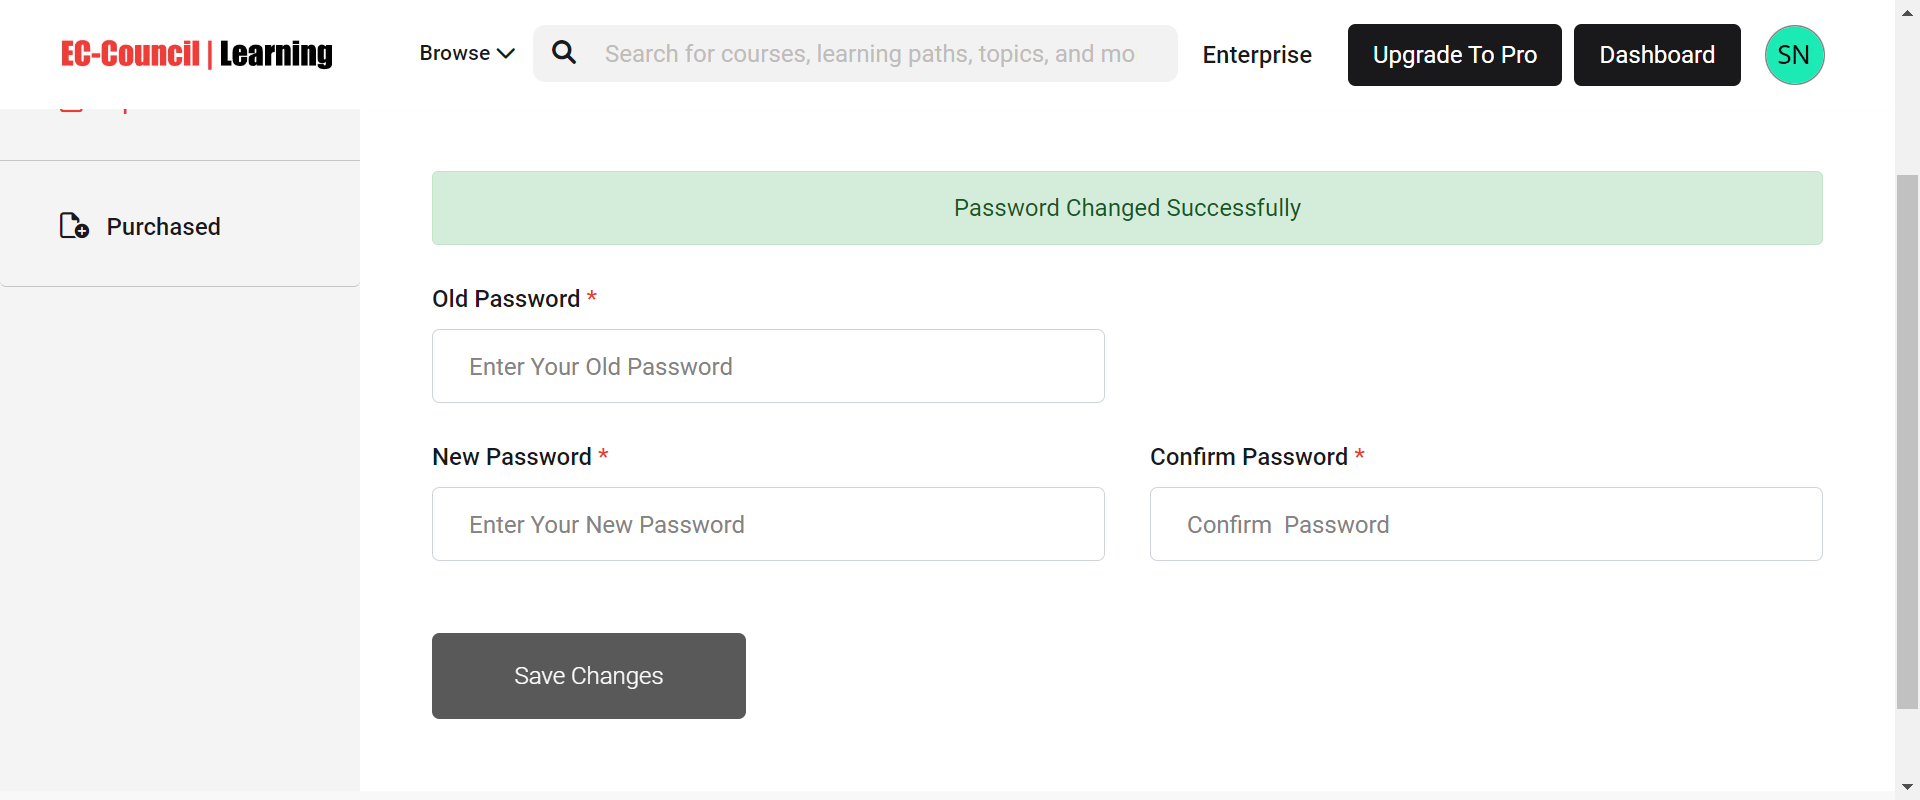 EC-Council | Learning
Browse
Search for courses, learning paths, topics, and mo
Enterprise
Upgrade To Pro
Dashboard
SN
Purchased
Password Changed Successfully
Old Password *
Enter Your Old Password
New Password *
Confirm Password *
Enter Your New Password
Confirm  Password
Save Changes